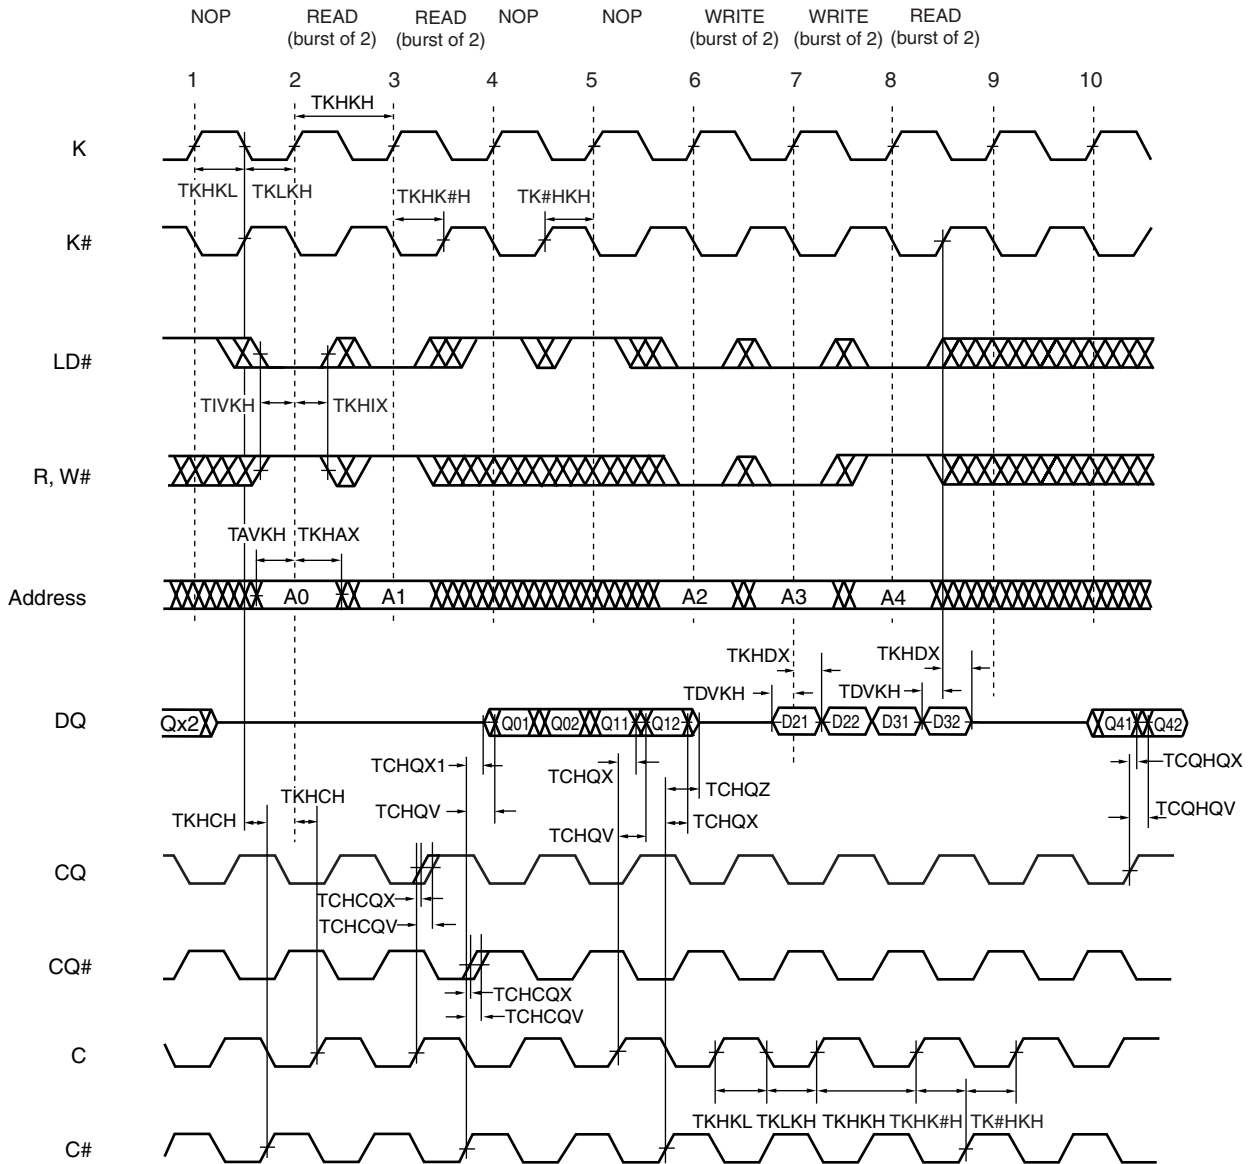 NOP READ READ NOP NOP WRITE WRITE READ
(burst of 2) (burst of 2) (burst of 2) (burst of 2) (burst of 2)
1 2 3 4 5 6 7 8 9 10
TKHKH
K
TKHKL TKLKH TKHK#H TK#HKH
K#
LD#
TIVKH TKHIX
R, W#
TAVKH TKHAX
Address A0 A1 A2 A3 A4
TKHDX TKHDX
TDVKH TDVKH
DQ Qx2 Q01 Q02 Q11 Q12 D21 D22 D31 D32 Q41 Q42
TCHQX1 TCHQX TCHQZ TCQHQX
TKHCH TCHQV TCQHQV
TKHCH TCHQV TCHQX
CQ
TCHCQX
TCHCQV
CQ#
TCHCQX
TCHCQV
C
TKHKL TKLKH TKHKH TKHK#H TK#HKH
C#